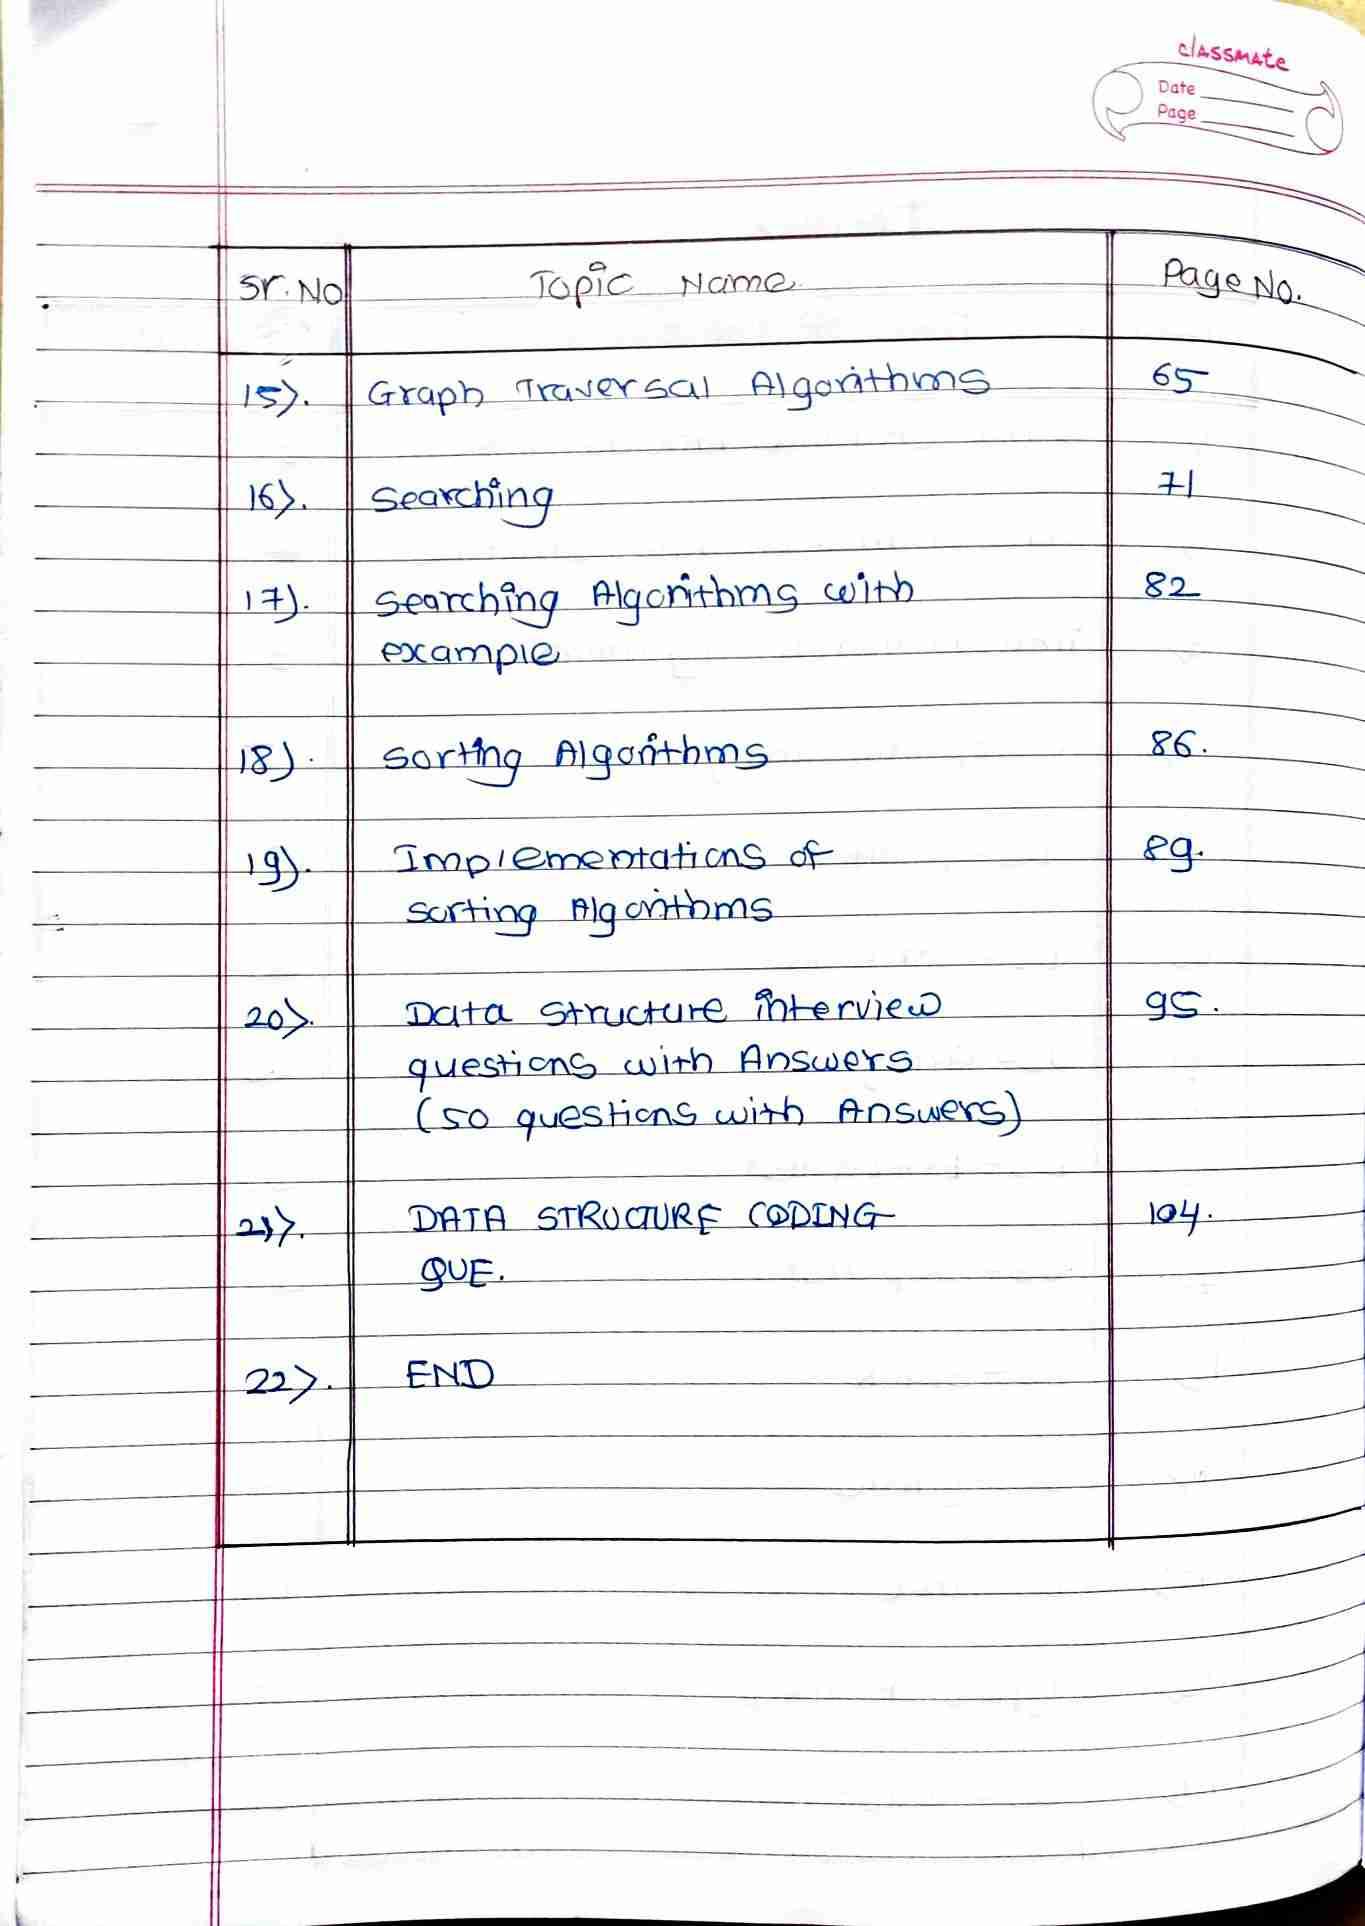 classmate
Date
Page
Sr. No Topic Name Page No.
15). Graph Traversal Algorithms 65
16). Searching 71
17). Searching Algorithms with 82
example
18). Sorting Algorithms 86.
19). Implementations of 89.
Sorting Algorithms
20). Data Structure interview 95.
questions with Answers
(50 questions with Answers)
21). DATA STRUCTURE CODING 104.
QUE.
22). END